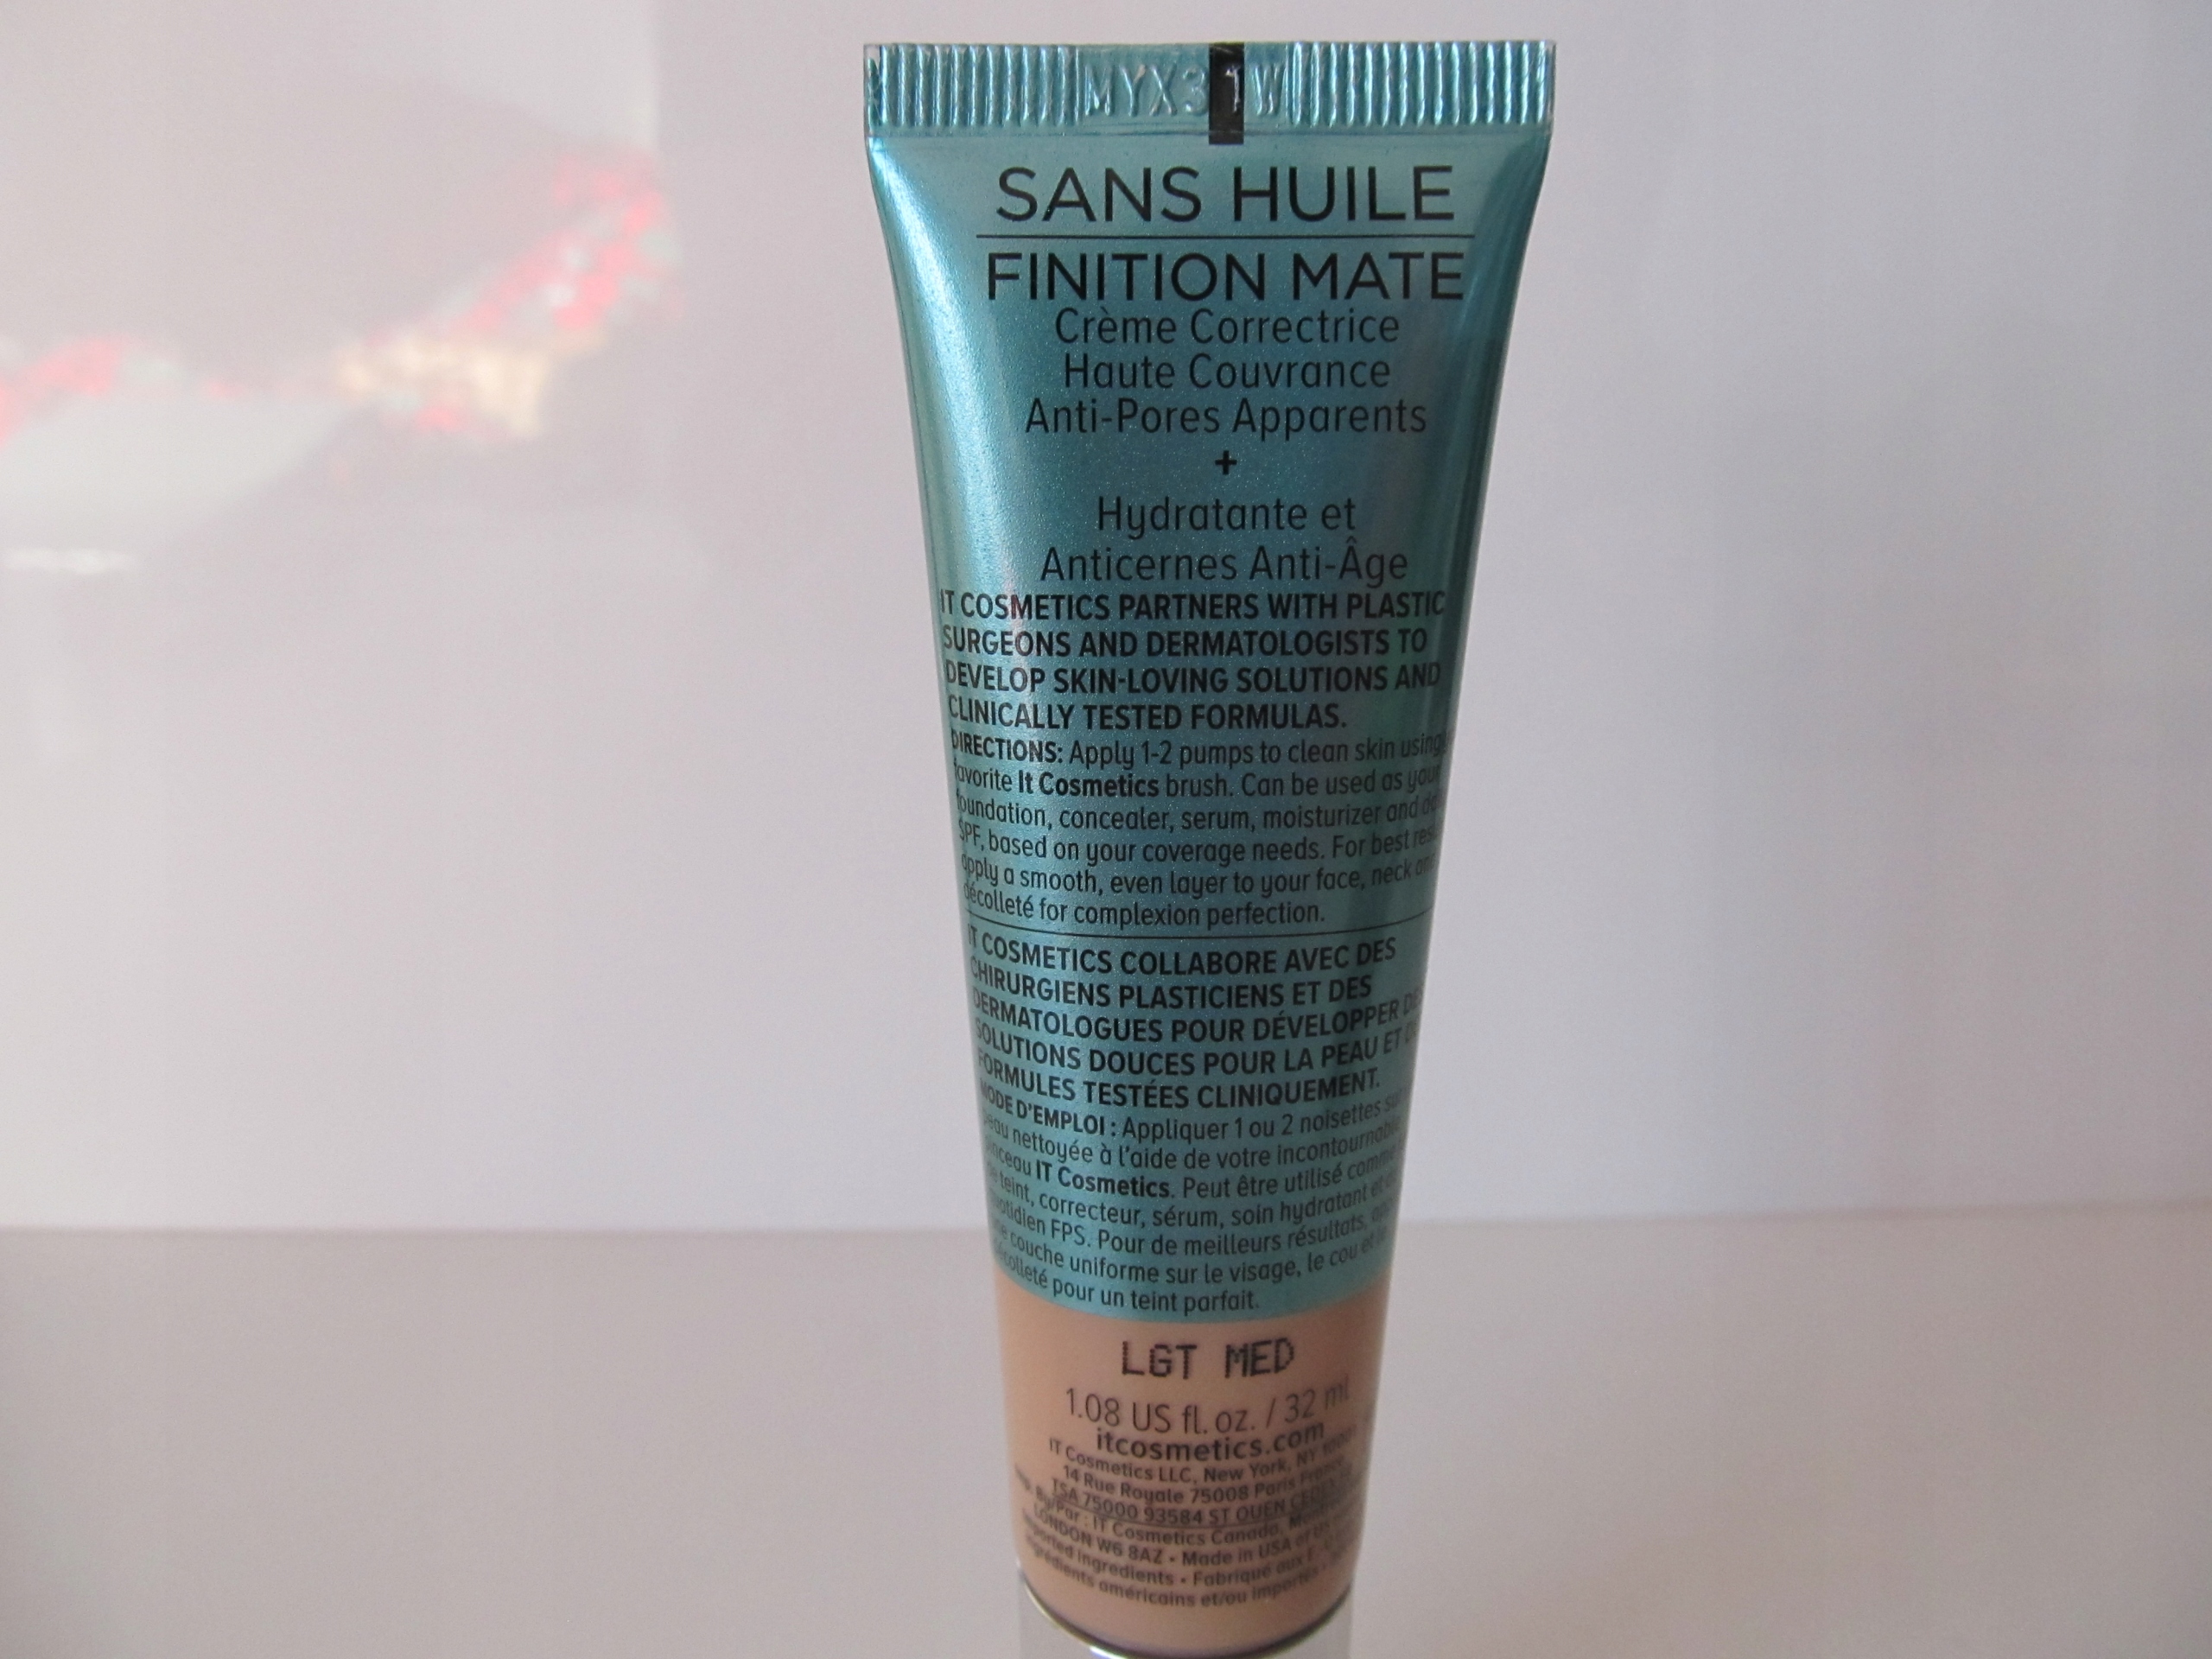 MYX31W
SANS HUILE
FINITION MATE
Crème Correctrice
Haute Couvrance
Anti-Pores Apparents
+
Hydratante et
Anticernes Anti-Âge
IT COSMETICS PARTNERS WITH PLASTIC
SURGEONS AND DERMATOLOGISTS TO
DEVELOP SKIN-LOVING SOLUTIONS AND
CLINICALLY TESTED FORMULAS.
DIRECTIONS: Apply 1-2 pumps to clean skin using
favorite It Cosmetics brush. Can be used as your
foundation, concealer, serum, moisturizer and
SPF, based on your coverage needs. For best
apply a smooth, even layer to your face, neck and
décolleté for complexion perfection.
IT COSMETICS COLLABORE AVEC DES
CHIRURGIENS PLASTICIENS ET DES
DERMATOLOGUES POUR DÉVELOPPER
SOLUTIONS DOUCES POUR LA PEAU ET
FORMULES TESTÉES CLINIQUEMENT.
MODE D'EMPLOI : Appliquer 1 ou 2 noisettes
peau nettoyée à l'aide de votre incontournable
IT Cosmetics. Peut être utilisé comme
teint, correcteur, sérum, soin hydratant et
FPS. Pour de meilleurs résultats,
couche uniforme sur le visage, le cou et
décolleté pour un teint parfait.
LGT MED
1.08 US fl. oz. / 32 ml
itcosmetics.com
IT Cosmetics LLC, New York, NY
14 Rue Royale 75008 Paris France
TSA 75000 93584 ST OUEN CEDEX
By/Par : IT Cosmetics Canada,
LONDON W6 8AZ • Made in USA of US
imported ingredients • Fabriqué aux
ingrédients américains et/ou importés